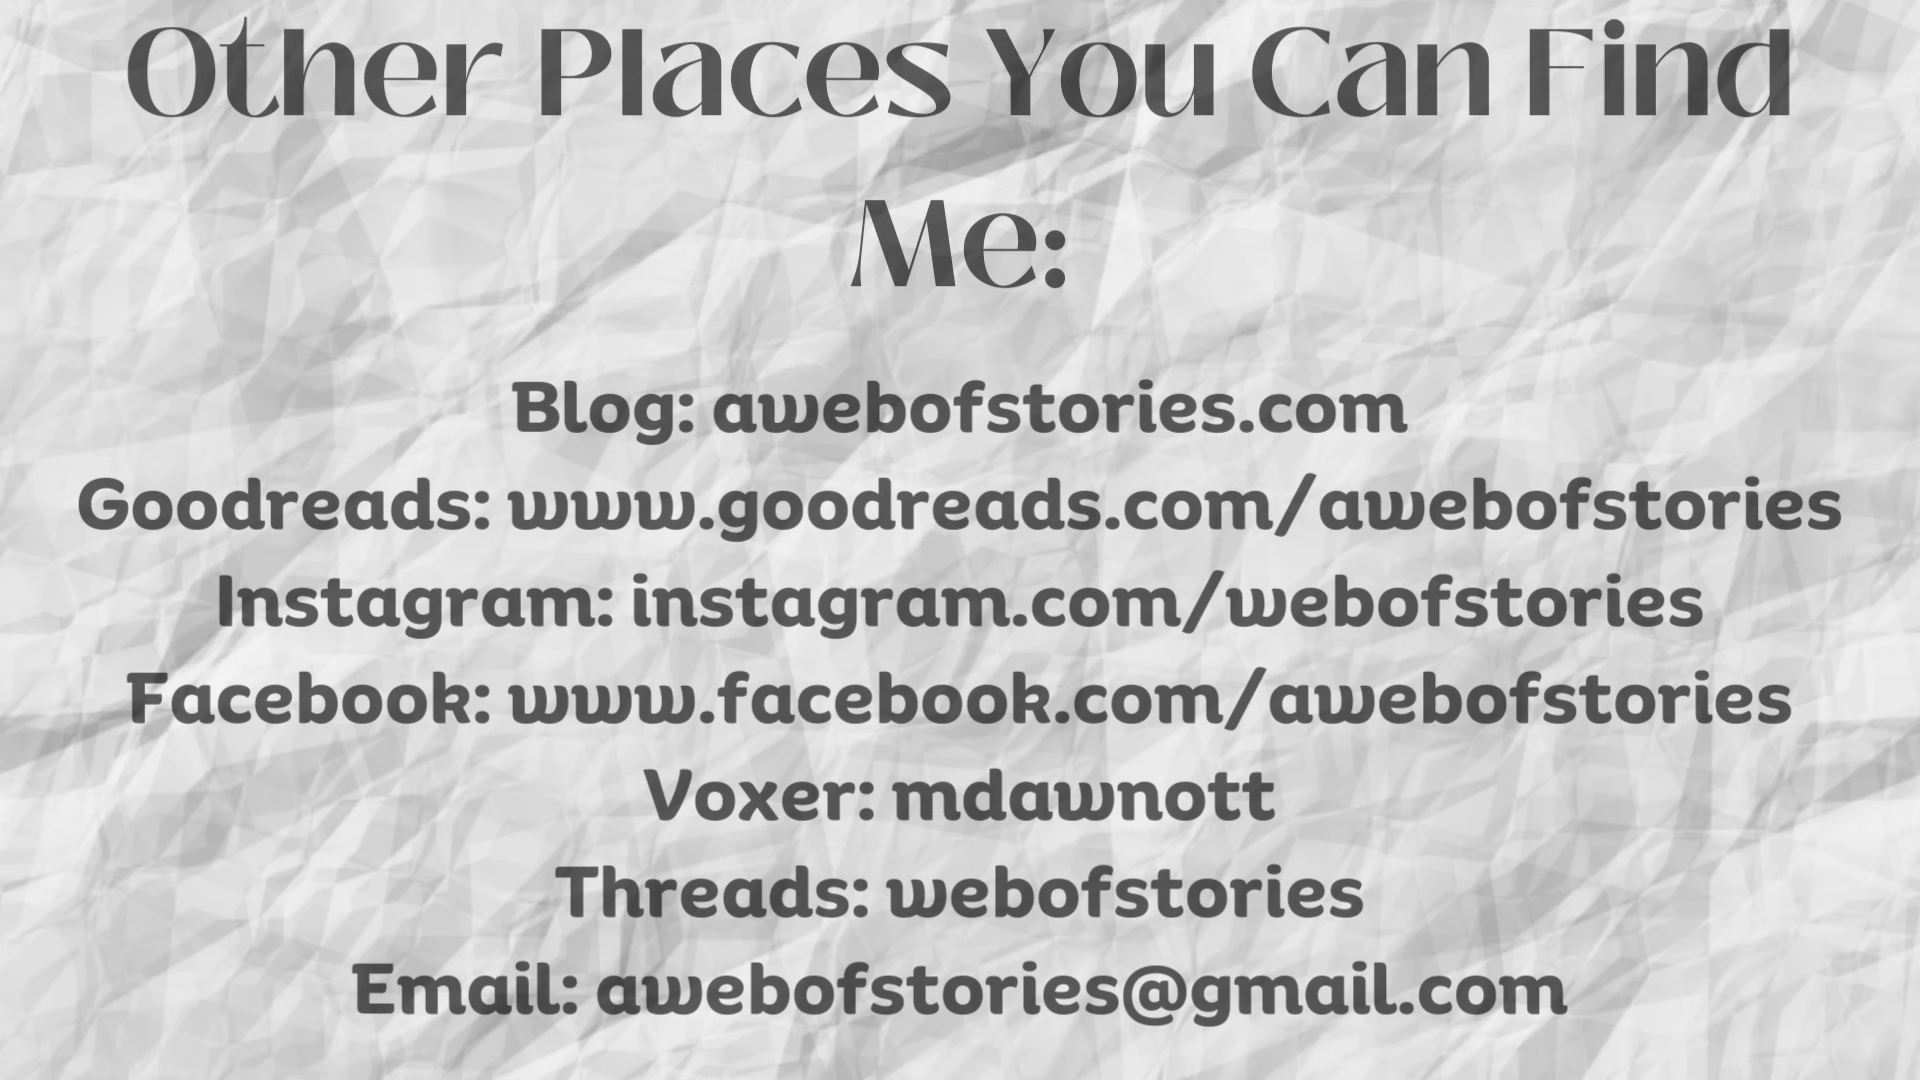 Other Places You Can Find
Me:
Blog: awebofstories.com
Goodreads: www.goodreads.com/awebofstories
Instagram: instagram.com/webofstories
Facebook: www.facebook.com/awebofstories
Voxer: mdawnott
Threads: webofstories
Email: awebofstories@gmail.com